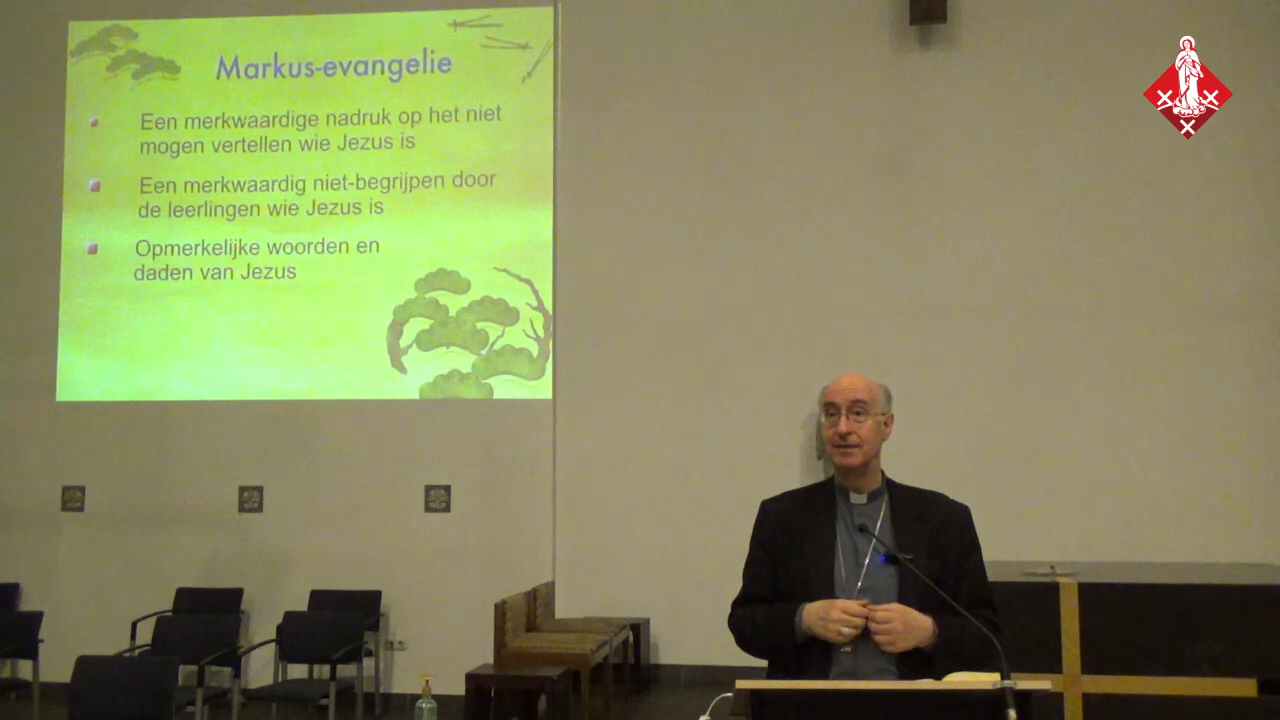 Markus-evangelie
Een merkwaardige nadruk op het niet
mogen vertellen wie Jezus is
Een merkwaardig niet-begrijpen door
de leerlingen wie Jezus is
Opmerkelijke woorden en
daden van Jezus